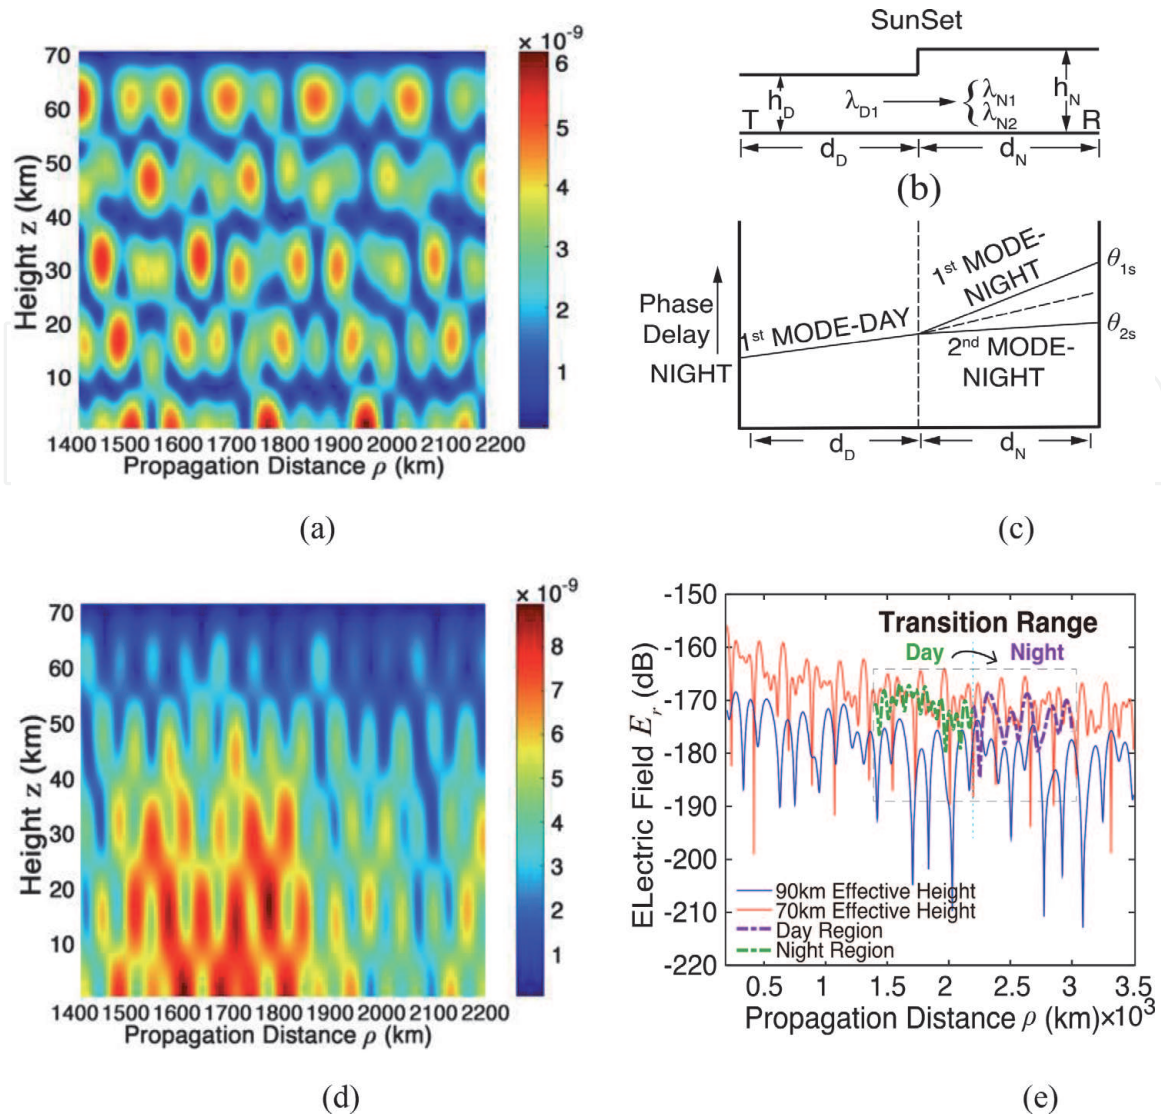 × 10⁻⁹
70
60
50
40
30
20
10
6
5
4
3
2
1
Height z (km)
1400 1500 1600 1700 1800 1900 2000 2100 2200
Propagation Distance ρ (km)
(a)
SunSet
h_D
λ_D1
λ_N1
λ_N2
h_N
T
R
d_D
d_N
(b)
Phase
Delay
NIGHT
1st MODE-DAY
1st MODE-
NIGHT
2nd MODE-
NIGHT
θ_1s
θ_2s
d_D
d_N
(c)
× 10⁻⁹
70
60
50
40
30
20
10
8
7
6
5
4
3
2
1
Height z (km)
1400 1500 1600 1700 1800 1900 2000 2100 2200
Propagation Distance ρ (km)
(d)
-150
-160
-170
-180
-190
-200
-210
-220
ELectric Field E_r (dB)
Transition Range
Day
Night
90km Effective Height
70km Effective Height
Day Region
Night Region
0.5 1 1.5 2 2.5 3 3.5
Propagation Distance ρ (km)×10³
(e)